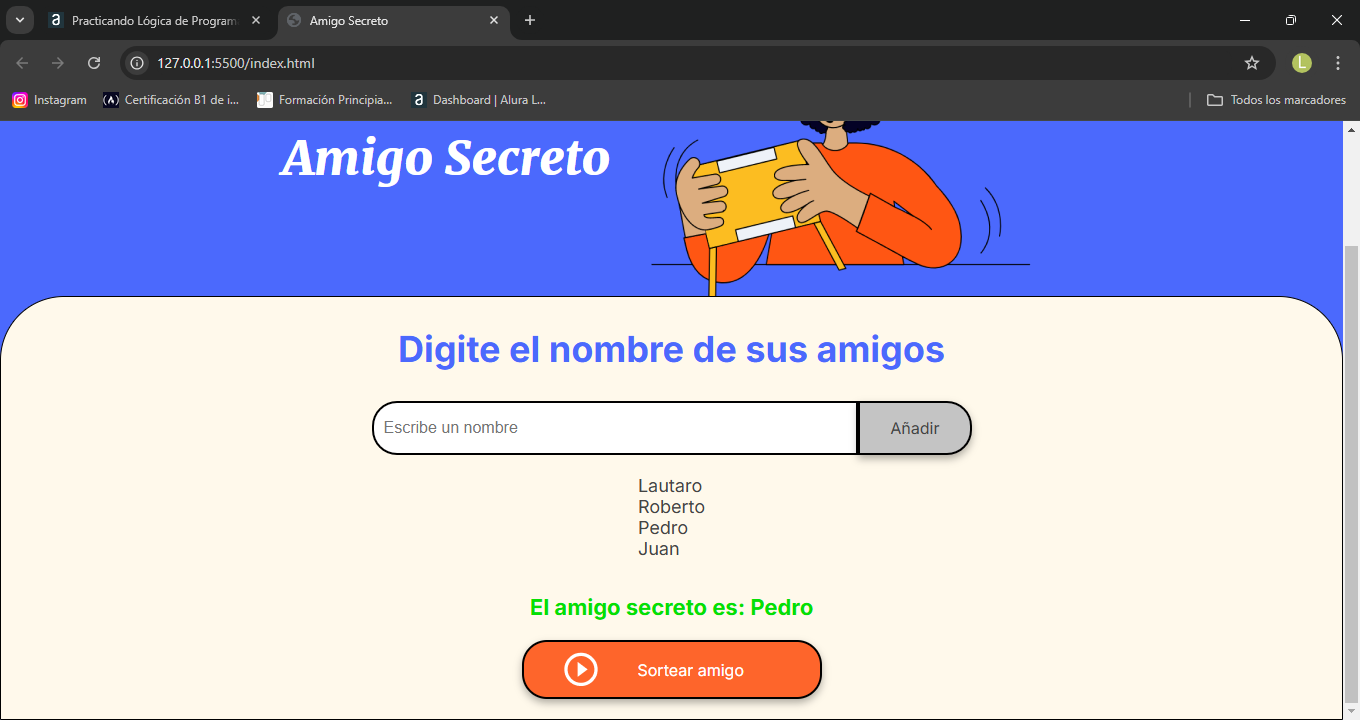 Practicando Lógica de Program
Amigo Secreto
127.0.0.1:5500/index.html
L
Instagram
Certificación B1 de i...
Formación Principia...
Dashboard | Alura L...
Todos los marcadores
Amigo Secreto
Digite el nombre de sus amigos
Escribe un nombre
Añadir
Lautaro
Roberto
Pedro
Juan
El amigo secreto es: Pedro
Sortear amigo